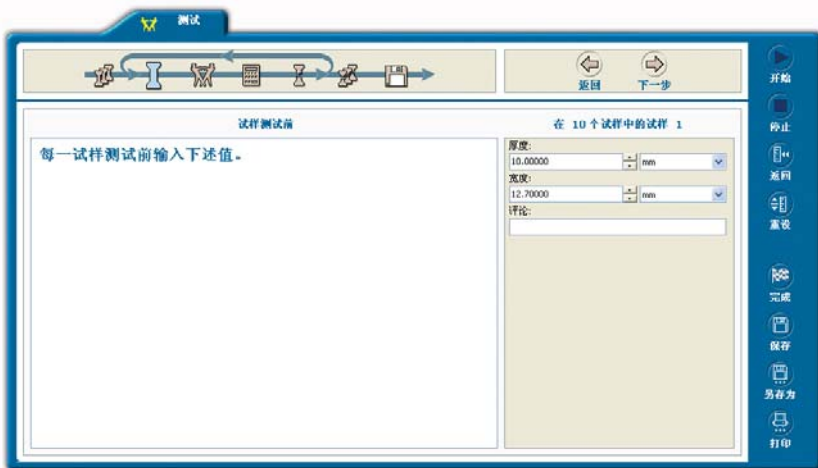 测试
返回
下一步
试样测试前
在 10 个试样中的试样 1
每一试样测试前输入下述值。
厚度:
10.00000 mm
宽度:
12.70000 mm
评论:
开始
停止
返回
重设
完成
保存
另存为
打印